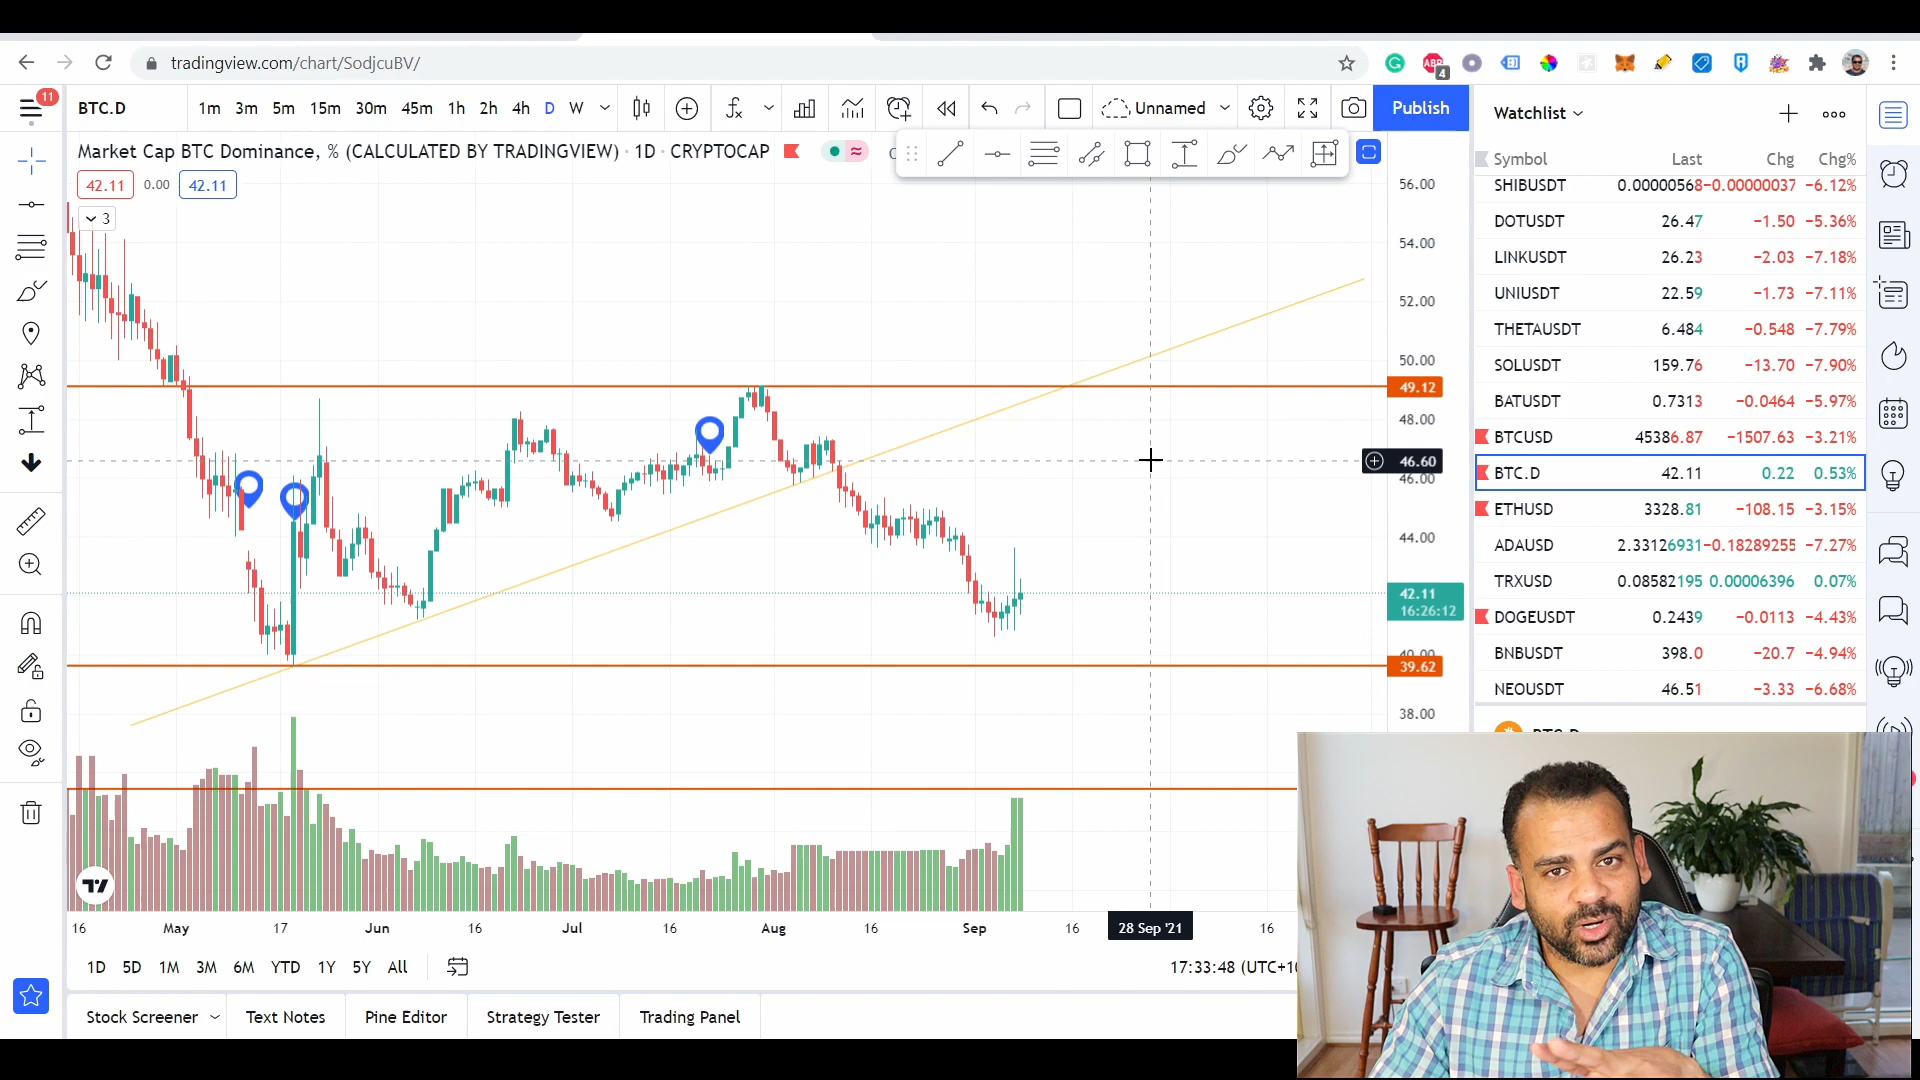 tradingview.com/chart/SodjcuBV/
ABP
4
11
BTC.D
1m 3m 5m 15m 30m 45m 1h 2h 4h D W
Unnamed
Publish
Market Cap BTC Dominance, % (CALCULATED BY TRADINGVIEW) · 1D · CRYPTOCAP
42.11 0.00 42.11
3
56.00
54.00
52.00
50.00
49.12
48.00
46.60
46.00
44.00
42.11
16:26:12
40.00
39.62
38.00
16 May 17 Jun 16 Jul 16 Aug 16 Sep 16 28 Sep '21 16
1D 5D 1M 3M 6M YTD 1Y 5Y All
17:33:48 (UTC+10
Stock Screener Text Notes Pine Editor Strategy Tester Trading Panel
Watchlist
Symbol Last Chg Chg%
SHIBUSDT 0.00000568 −0.00000037 −6.12%
DOTUSDT 26.47 −1.50 −5.36%
LINKUSDT 26.23 −2.03 −7.18%
UNIUSDT 22.59 −1.73 −7.11%
THETAUSDT 6.484 −0.548 −7.79%
SOLUSDT 159.76 −13.70 −7.90%
BATUSDT 0.7313 −0.0464 −5.97%
BTCUSD 45386.87 −1507.63 −3.21%
BTC.D 42.11 0.22 0.53%
ETHUSD 3328.81 −108.15 −3.15%
ADAUSD 2.33126931 −0.18289255 −7.27%
TRXUSD 0.08582195 0.00006396 0.07%
DOGEUSDT 0.2439 −0.0113 −4.43%
BNBUSDT 398.0 −20.7 −4.94%
NEOUSDT 46.51 −3.33 −6.68%
BTC.D